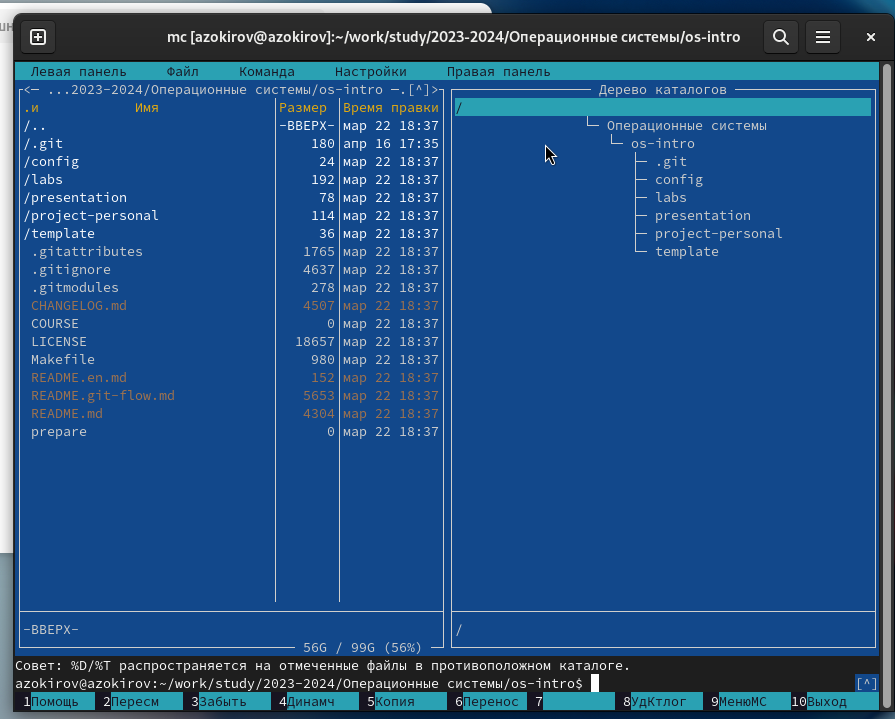 mc [azokirov@azokirov]:~/work/study/2023-2024/Операционные системы/os-intro
Левая панель Файл Команда Настройки Правая панель
<─ ...2023-2024/Операционные системы/os-intro ─.[^]>
.и Имя Размер Время правки
/.. -ВВЕРХ- мар 22 18:37
/.git 180 апр 16 17:35
/config 24 мар 22 18:37
/labs 192 мар 22 18:37
/presentation 78 мар 22 18:37
/project-personal 114 мар 22 18:37
/template 36 мар 22 18:37
.gitattributes 1765 мар 22 18:37
.gitignore 4637 мар 22 18:37
.gitmodules 278 мар 22 18:37
CHANGELOG.md 4507 мар 22 18:37
COURSE 0 мар 22 18:37
LICENSE 18657 мар 22 18:37
Makefile 980 мар 22 18:37
README.en.md 152 мар 22 18:37
README.git-flow.md 5653 мар 22 18:37
README.md 4304 мар 22 18:37
prepare 0 мар 22 18:37
-ВВЕРХ-
56G / 99G (56%)
Дерево каталогов
/
Операционные системы
os-intro
.git
config
labs
presentation
project-personal
template
/
Совет: %D/%T распространяется на отмеченные файлы в противоположном каталоге.
azokirov@azokirov:~/work/study/2023-2024/Операционные системы/os-intro$ [^]
1Помощь 2Пересм 3Забыть 4Динамч 5Копия 6Перенос 7 8УдКтлог 9МенюMC 10Выход